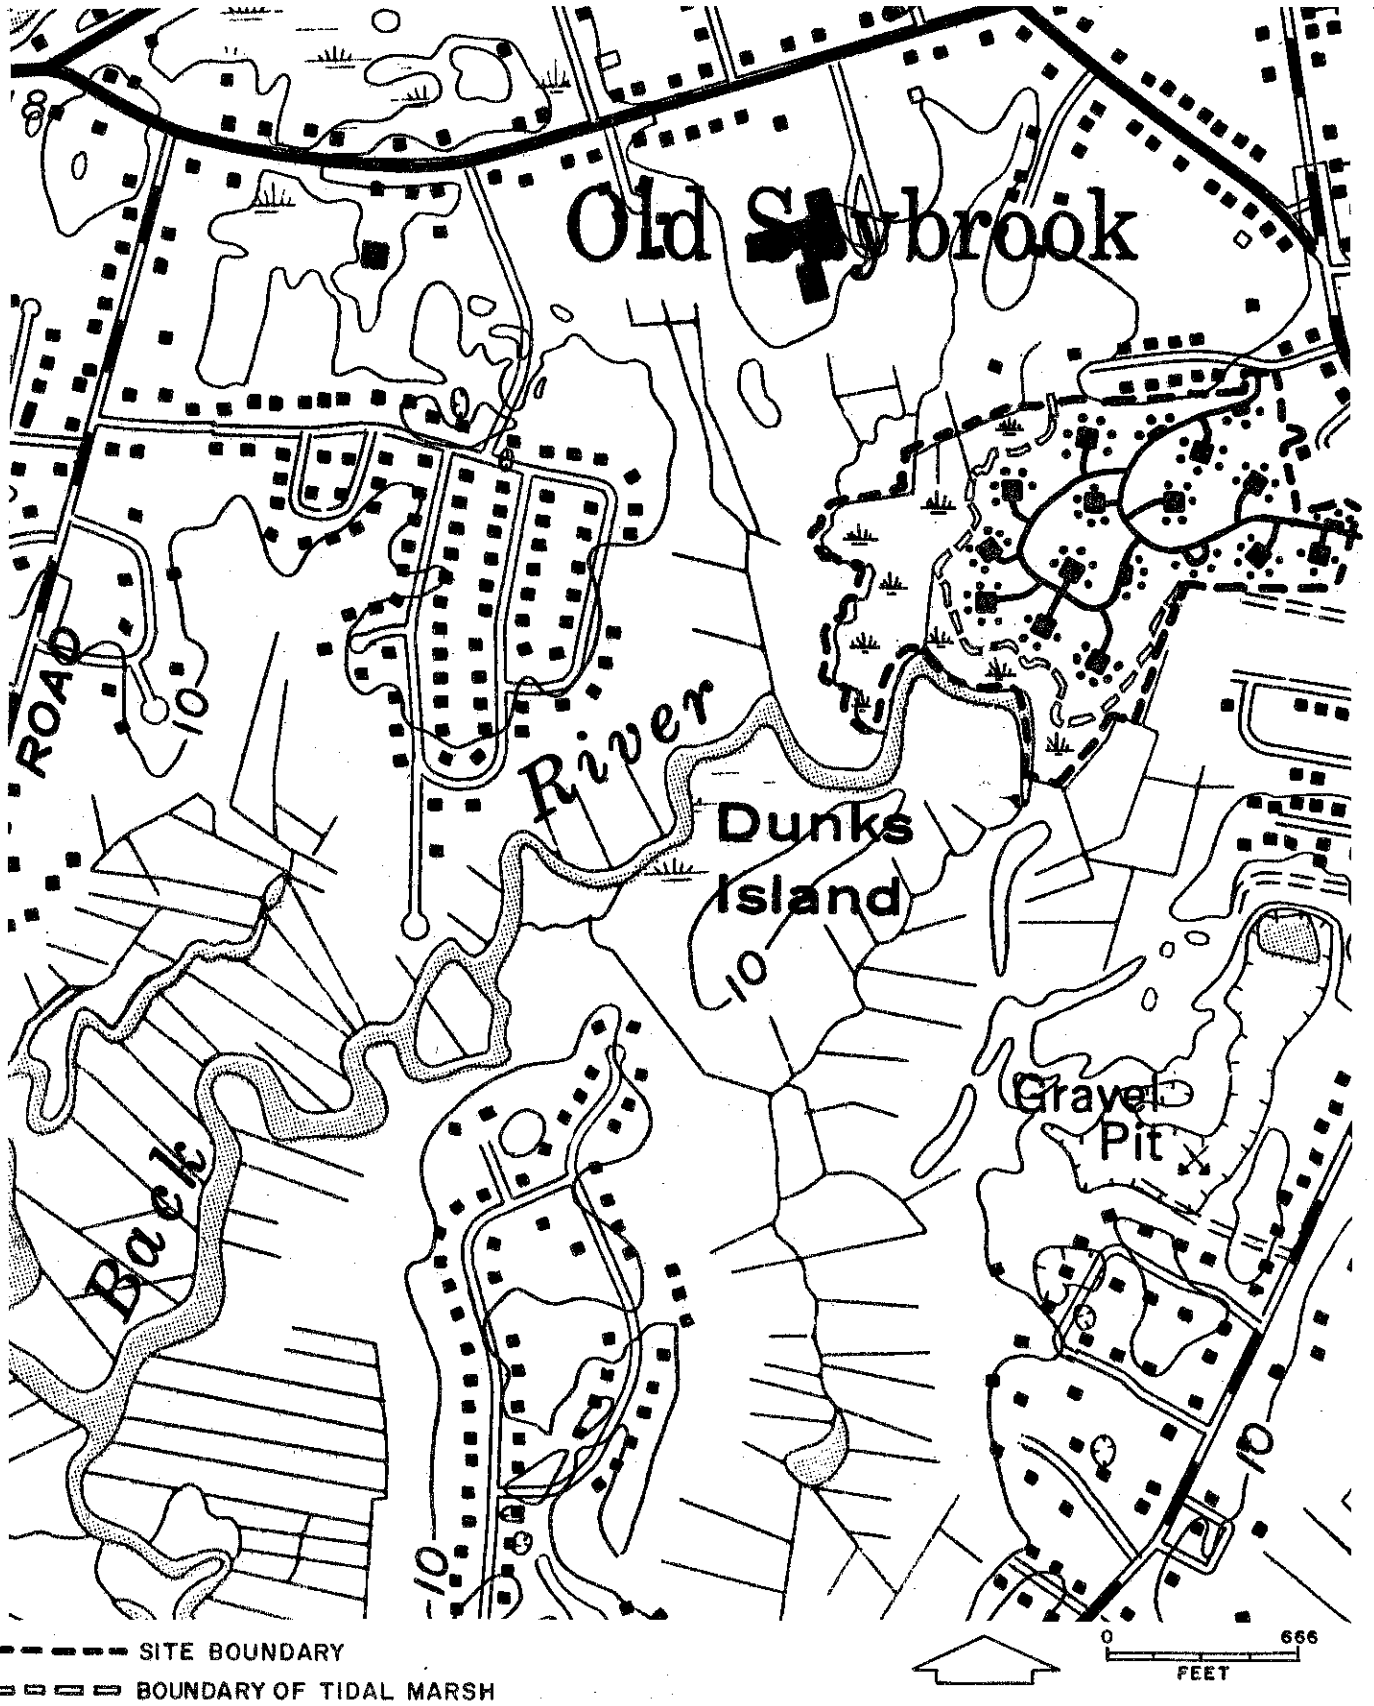 Old Saybrook
ROAD
10
River
Dunks
Island
10
Gravel
Pit
Back
10
10
SITE BOUNDARY
BOUNDARY OF TIDAL MARSH
0 666
FEET